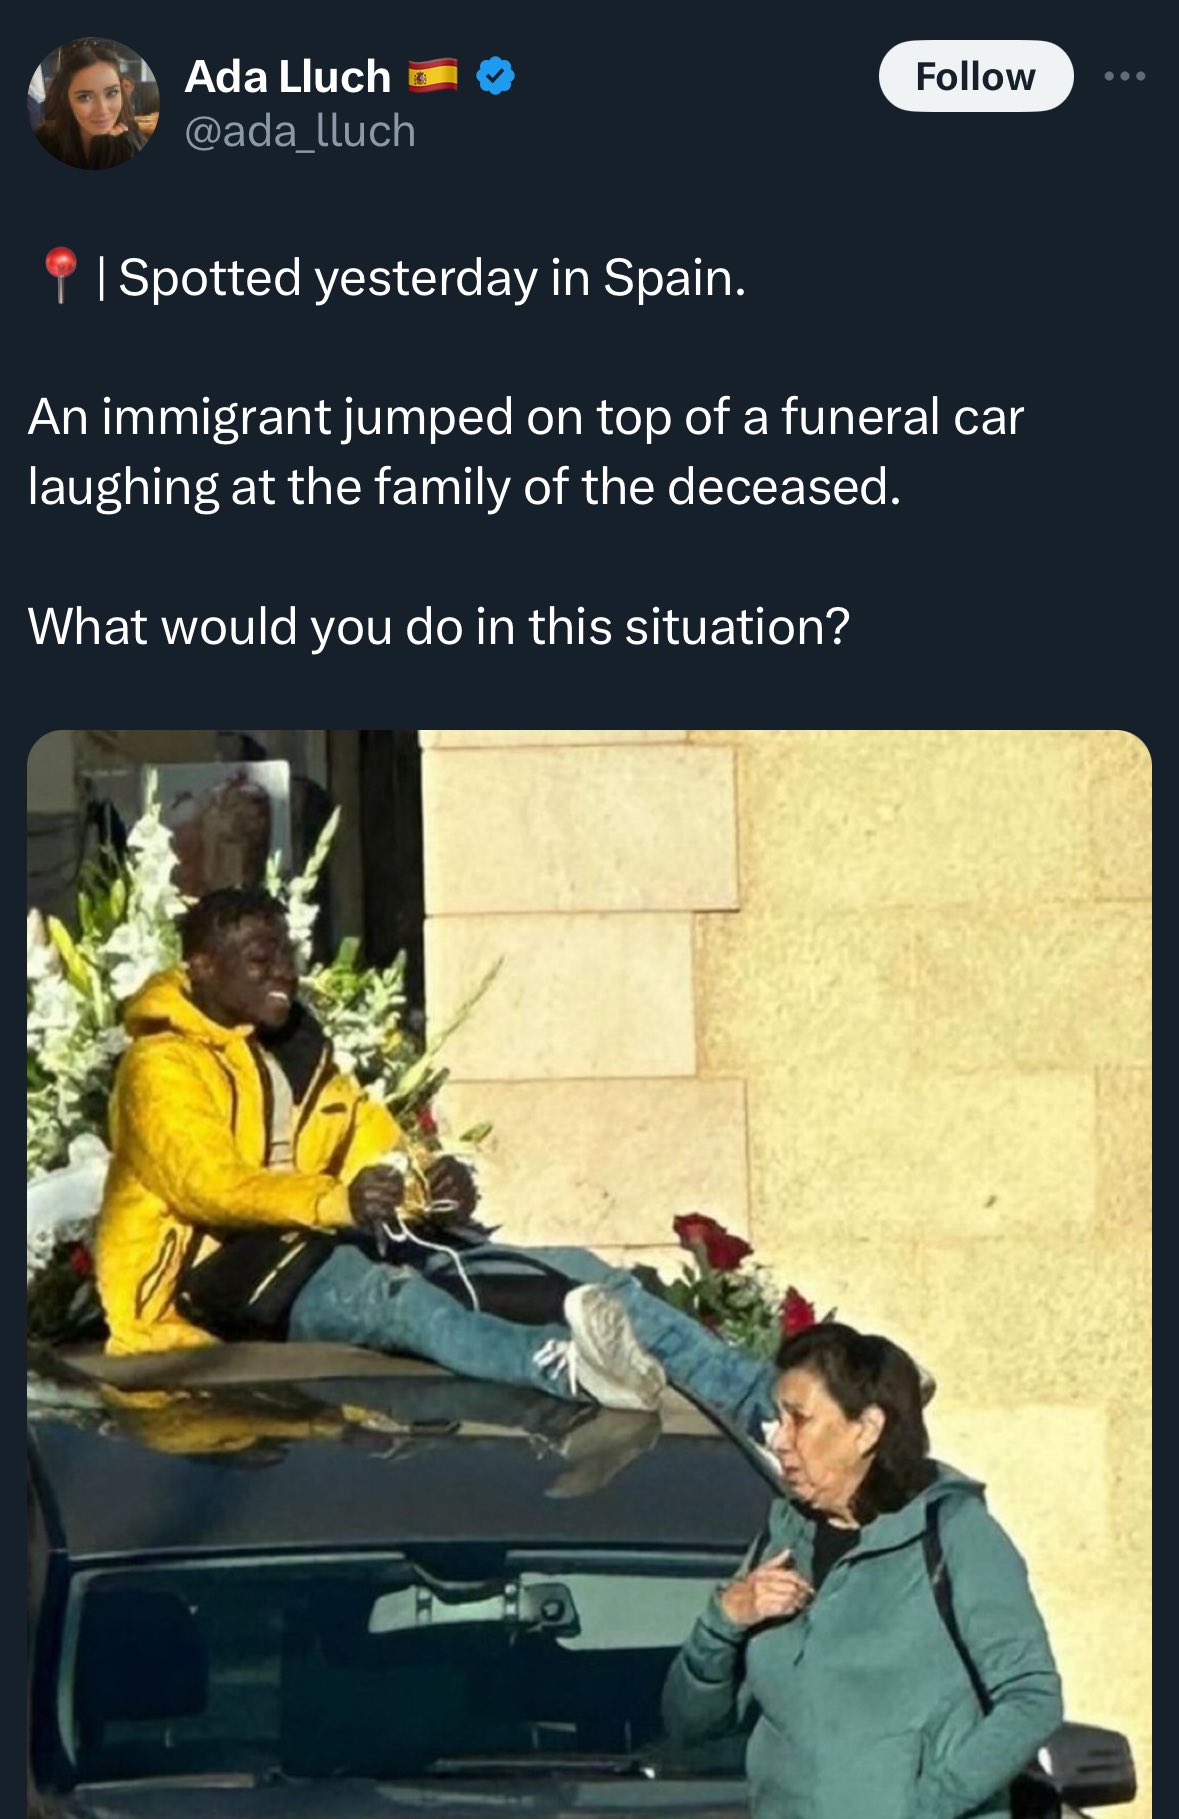 Ada Lluch 🇪🇸
Follow
@ada_lluch
📍| Spotted yesterday in Spain.
An immigrant jumped on top of a funeral car
laughing at the family of the deceased.
What would you do in this situation?